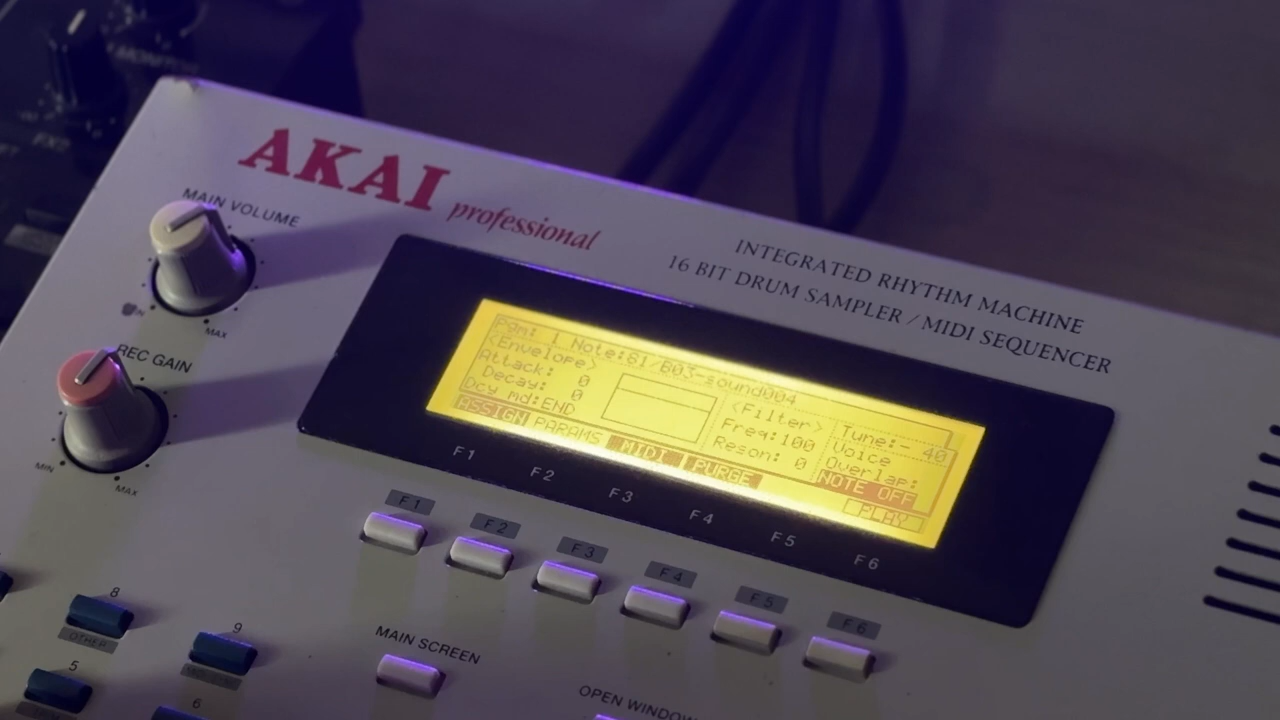 AKAI professional
MAIN VOLUME
MAX
REC GAIN
MIN
MAX
INTEGRATED RHYTHM MACHINE
16 BIT DRUM SAMPLER / MIDI SEQUENCER
Pgm: 1 Note:61/B03-sound004
<Envelope>
Attack: 0
Decay: 0
Dcy md:END
<Filter>
Freq:100
Reson: 0
Tune:- 40
Voice
Overlap:
NOTE OFF
ASSIGN PARAMS MIDI PURGE PLAY
F1 F2 F3 F4 F5 F6
F1 F2 F3 F4 F5 F6
8
OTHER
9
5
6
MAIN SCREEN
OPEN WINDOW